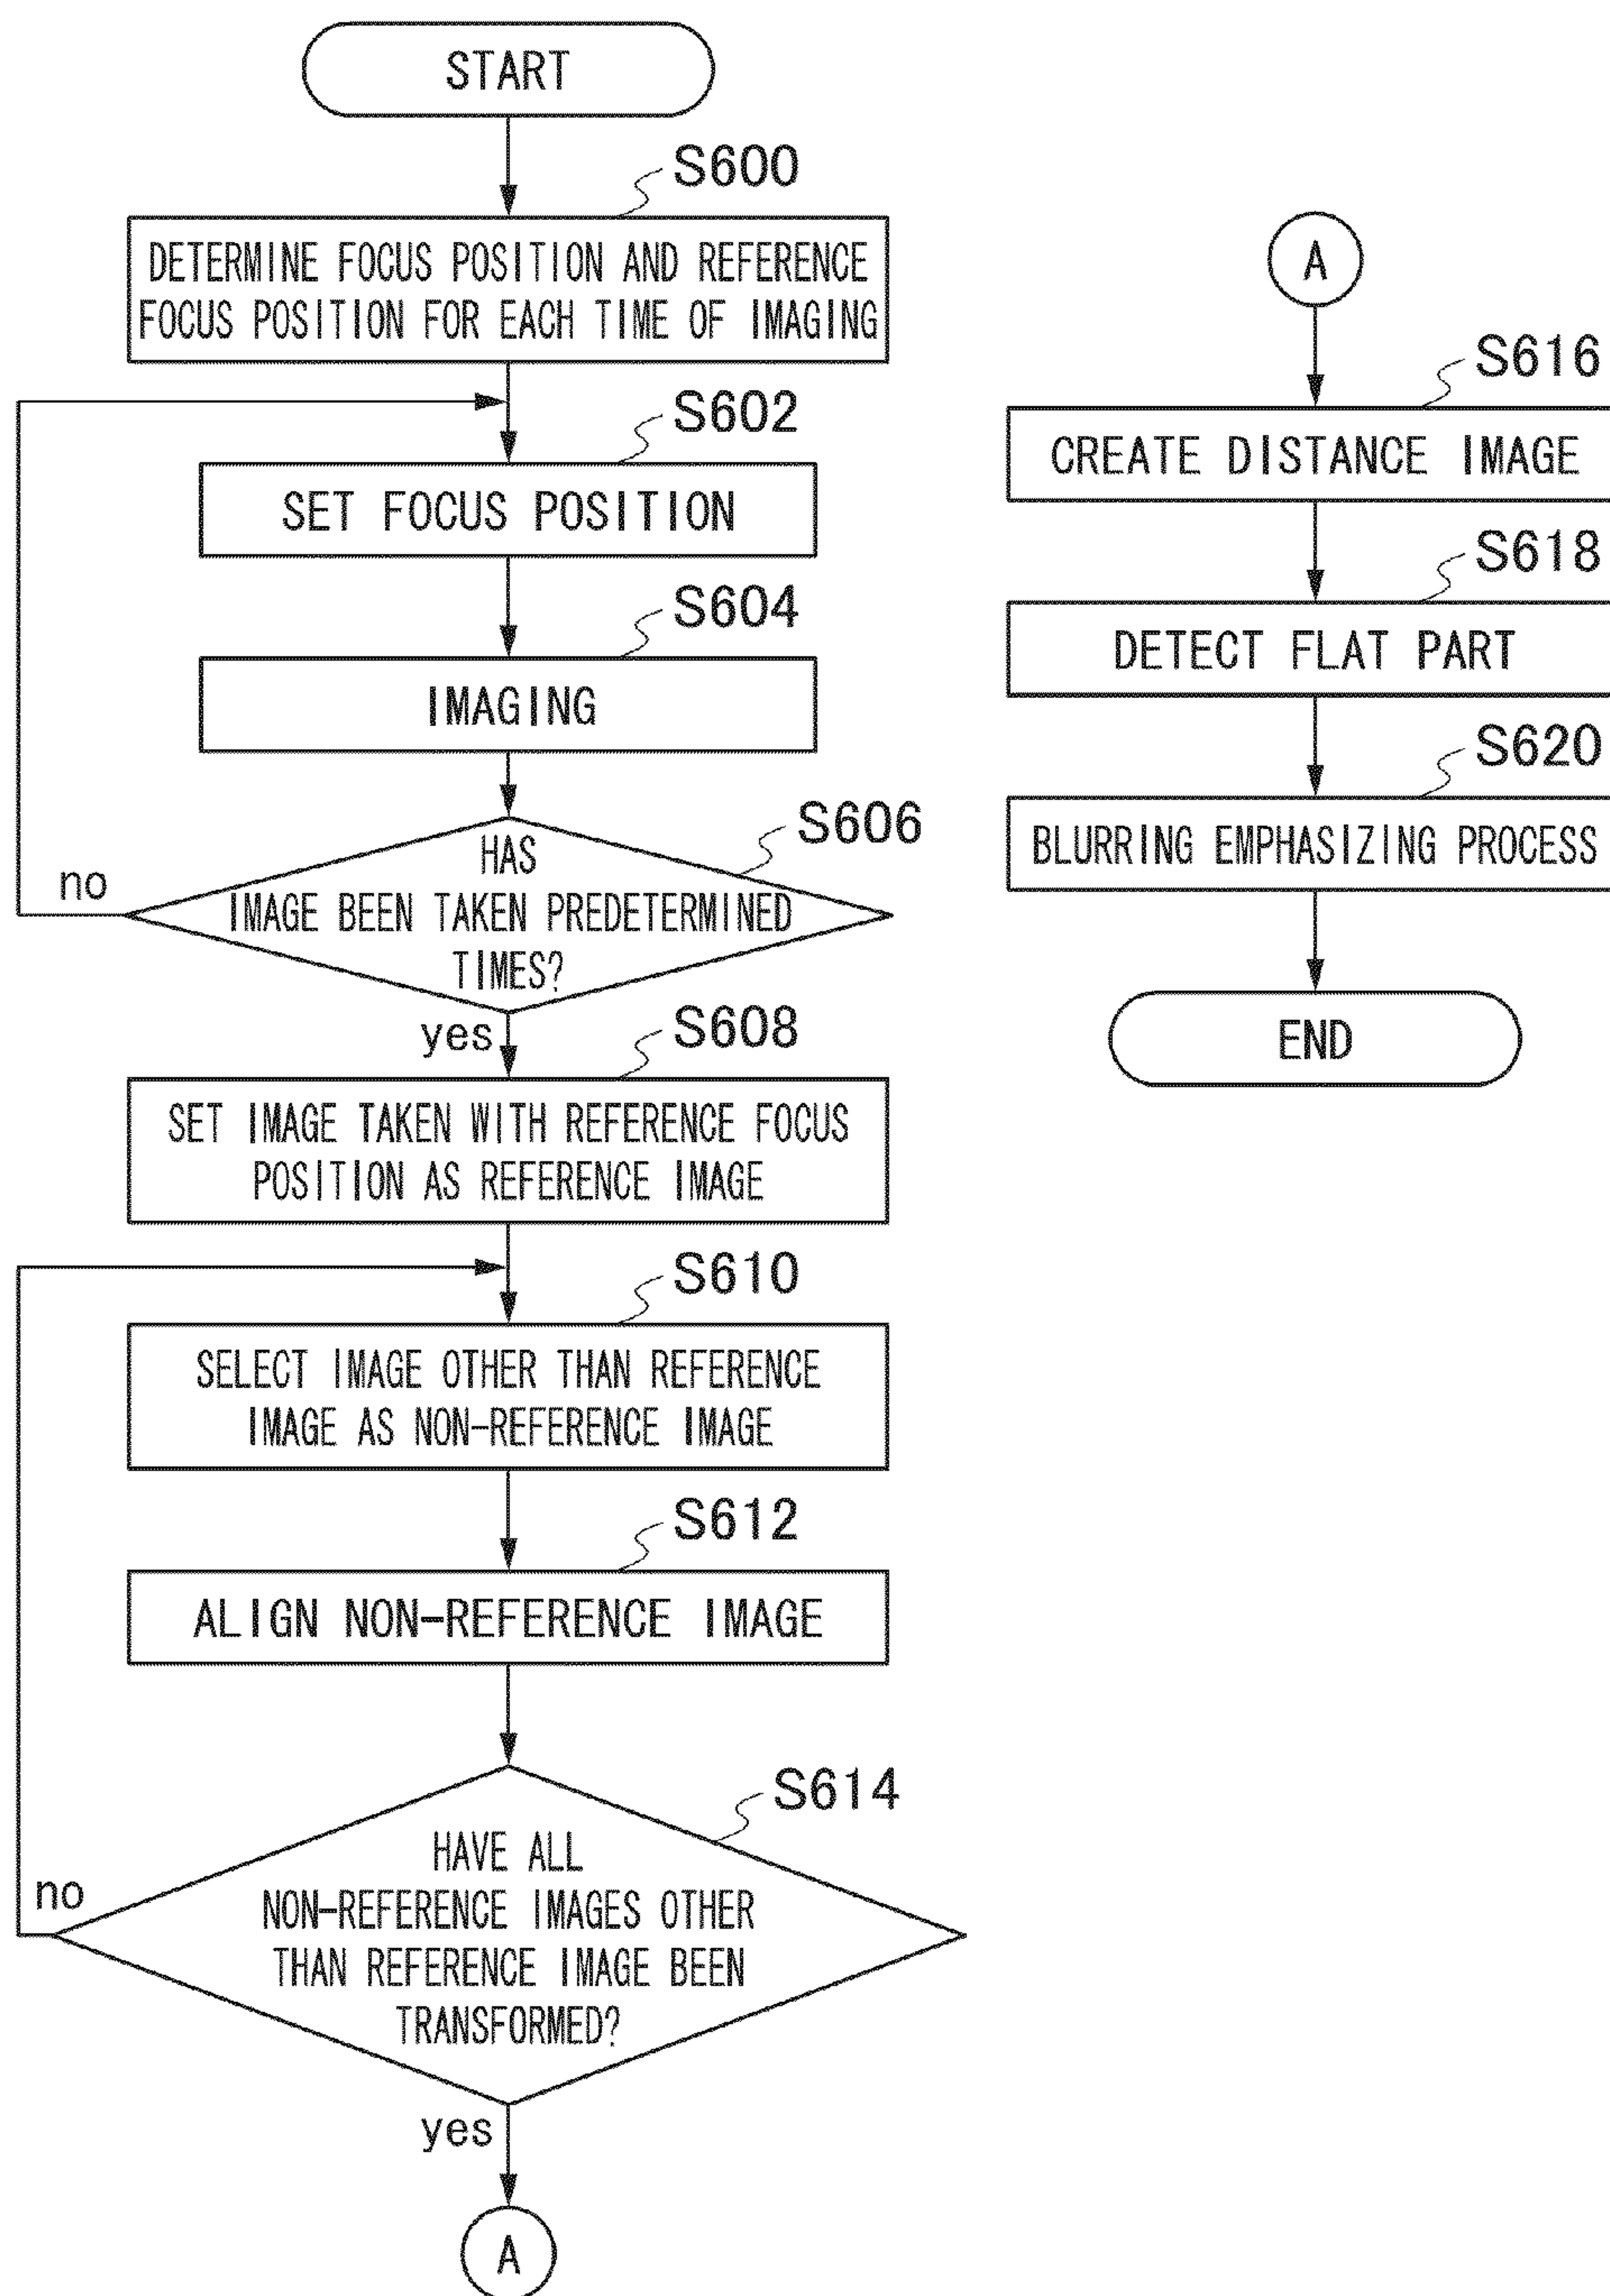 START
S600
DETERMINE FOCUS POSITION AND REFERENCE
FOCUS POSITION FOR EACH TIME OF IMAGING
S602
SET FOCUS POSITION
S604
IMAGING
S606
HAS
IMAGE BEEN TAKEN PREDETERMINED
TIMES?
no
yes
S608
SET IMAGE TAKEN WITH REFERENCE FOCUS
POSITION AS REFERENCE IMAGE
S610
SELECT IMAGE OTHER THAN REFERENCE
IMAGE AS NON-REFERENCE IMAGE
S612
ALIGN NON-REFERENCE IMAGE
S614
HAVE ALL
NON-REFERENCE IMAGES OTHER
THAN REFERENCE IMAGE BEEN
TRANSFORMED?
no
yes
A
A
S616
CREATE DISTANCE IMAGE
S618
DETECT FLAT PART
S620
BLURRING EMPHASIZING PROCESS
END